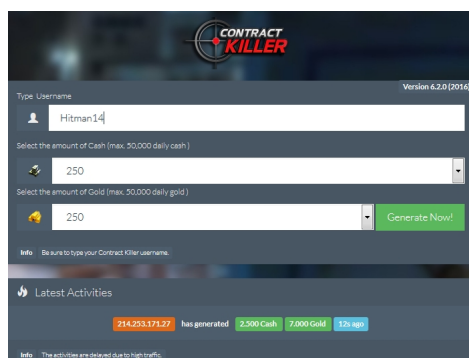 CONTRACT
KILLER
Version 6.2.0 (2016)
Type Username
Hitman14
Select the amount of Cash (max. 50,000 daily cash )
250
Select the amount of Gold (max. 50,000 daily gold )
250
Generate Now!
Info Be sure to type your Contract Killer username.
Latest Activities
214.253.171.27 has generated 2.500 Cash 7.000 Gold 12s ago
Info The activities are delayed due to high traffic.